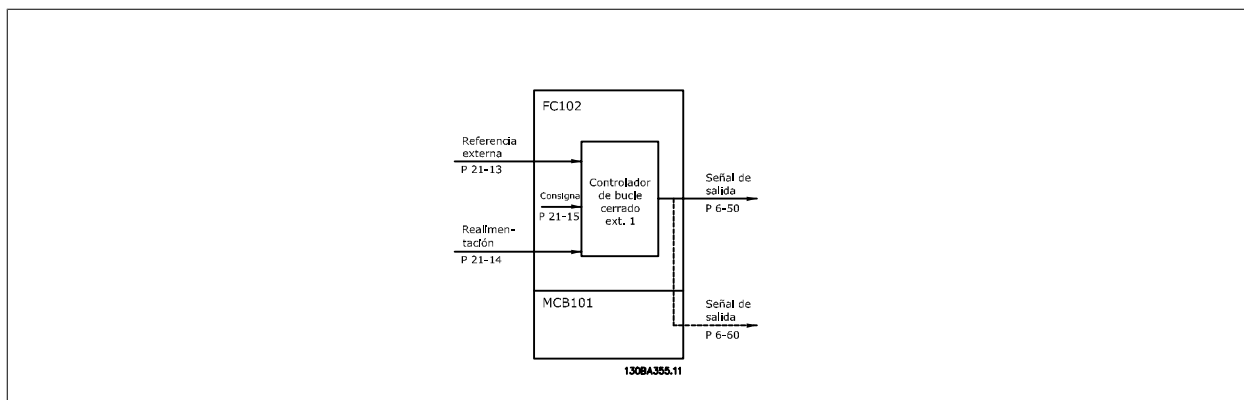 FC102
Referencia
externa
P 21-13
Controlador
de bucle
cerrado
ext. 1
Consigna
P 21-15
Realimen-
tación
P 21-14
Señal de
salida
P 6-50
MCB101
Señal de
salida
P 6-60
130BA355.11